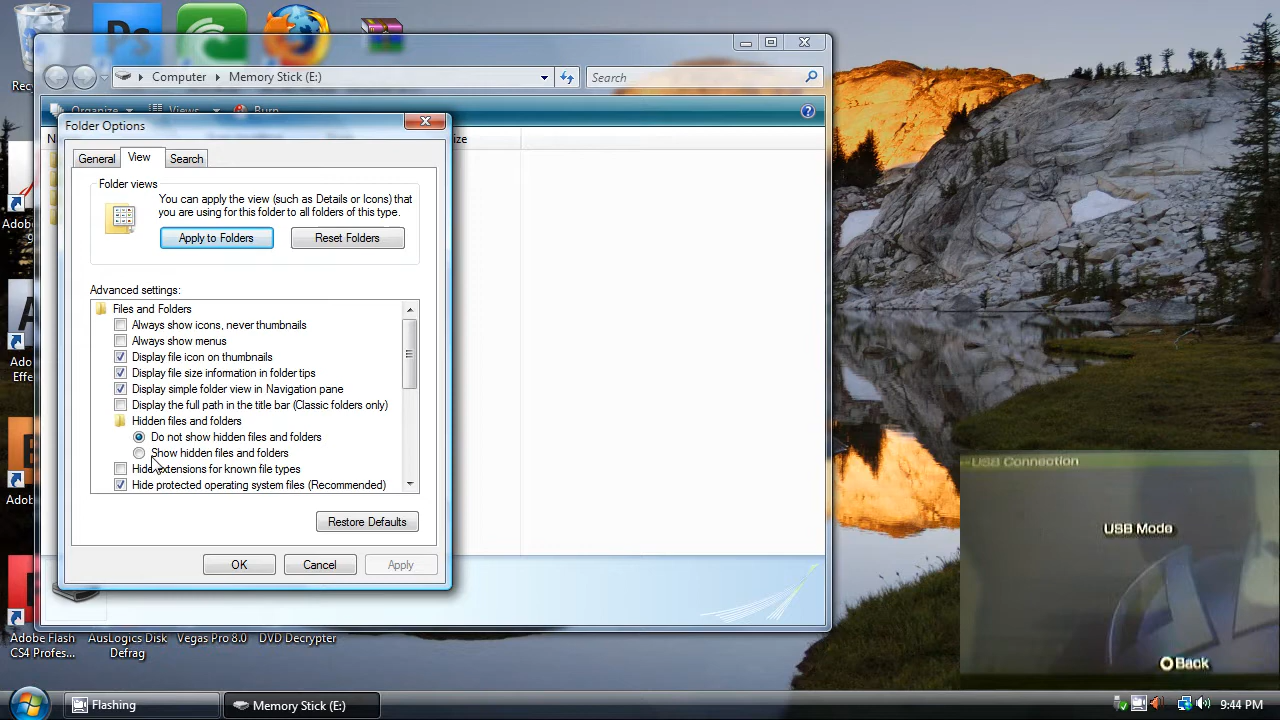 Computer
Memory Stick (E:)
Search
Organize
Views
Burn
Folder Options
General
View
Search
Folder views
You can apply the view (such as Details or Icons) that
you are using for this folder to all folders of this type.
Apply to Folders
Reset Folders
Advanced settings:
Files and Folders
Always show icons, never thumbnails
Always show menus
Display file icon on thumbnails
Display file size information in folder tips
Display simple folder view in Navigation pane
Display the full path in the title bar (Classic folders only)
Hidden files and folders
Do not show hidden files and folders
Show hidden files and folders
Hide extensions for known file types
Hide protected operating system files (Recommended)
Restore Defaults
OK
Cancel
Apply
USB Connection
USB Mode
Back
Adobe Flash
CS4 Profes...
AusLogics Disk
Defrag
Vegas Pro 8.0
DVD Decrypter
Flashing
Memory Stick (E:)
9:44 PM